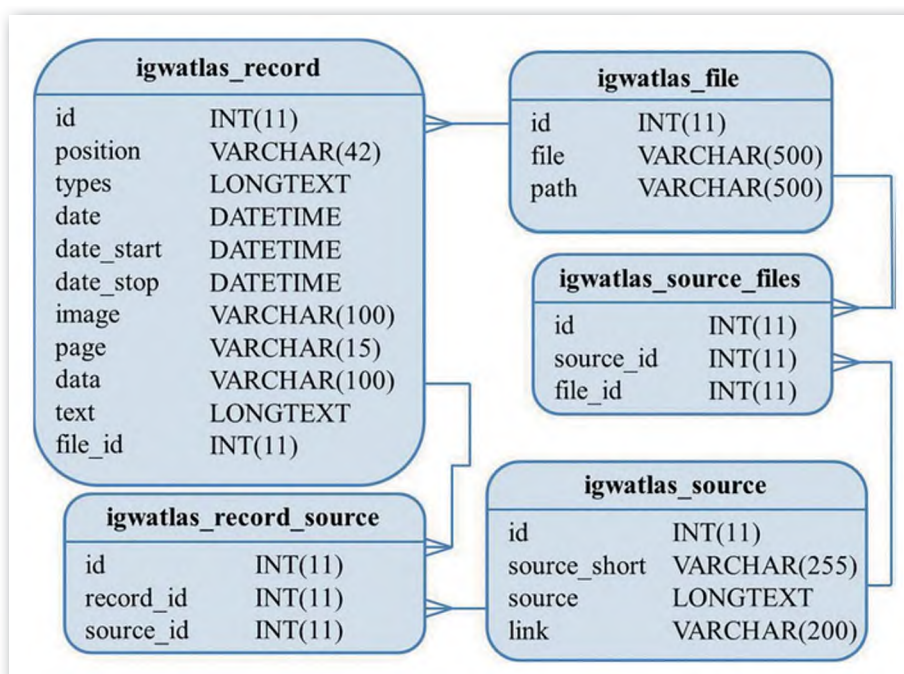 igwatlas_record
id INT(11)
position VARCHAR(42)
types LONGTEXT
date DATETIME
date_start DATETIME
date_stop DATETIME
image VARCHAR(100)
page VARCHAR(15)
data VARCHAR(100)
text LONGTEXT
file_id INT(11)
igwatlas_file
id INT(11)
file VARCHAR(500)
path VARCHAR(500)
igwatlas_source_files
id INT(11)
source_id INT(11)
file_id INT(11)
igwatlas_record_source
id INT(11)
record_id INT(11)
source_id INT(11)
igwatlas_source
id INT(11)
source_short VARCHAR(255)
source LONGTEXT
link VARCHAR(200)